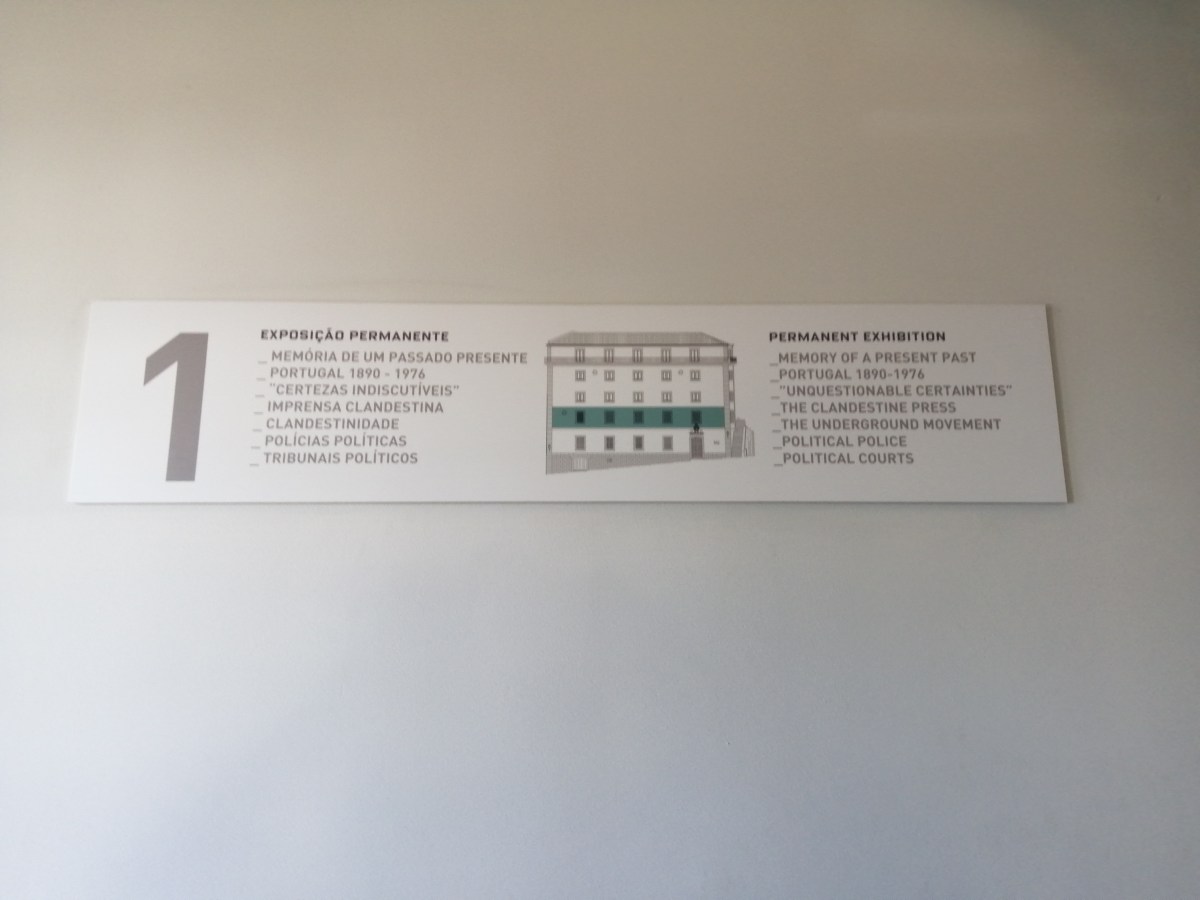 1
EXPOSIÇÃO PERMANENTE
_ MEMÓRIA DE UM PASSADO PRESENTE
_ PORTUGAL 1890 - 1976
_ "CERTEZAS INDISCUTÍVEIS"
_ IMPRENSA CLANDESTINA
_ CLANDESTINIDADE
_ POLÍCIAS POLÍTICAS
_ TRIBUNAIS POLÍTICOS
PERMANENT EXHIBITION
_MEMORY OF A PRESENT PAST
_PORTUGAL 1890-1976
_"UNQUESTIONABLE CERTAINTIES"
_THE CLANDESTINE PRESS
_THE UNDERGROUND MOVEMENT
_POLITICAL POLICE
_POLITICAL COURTS